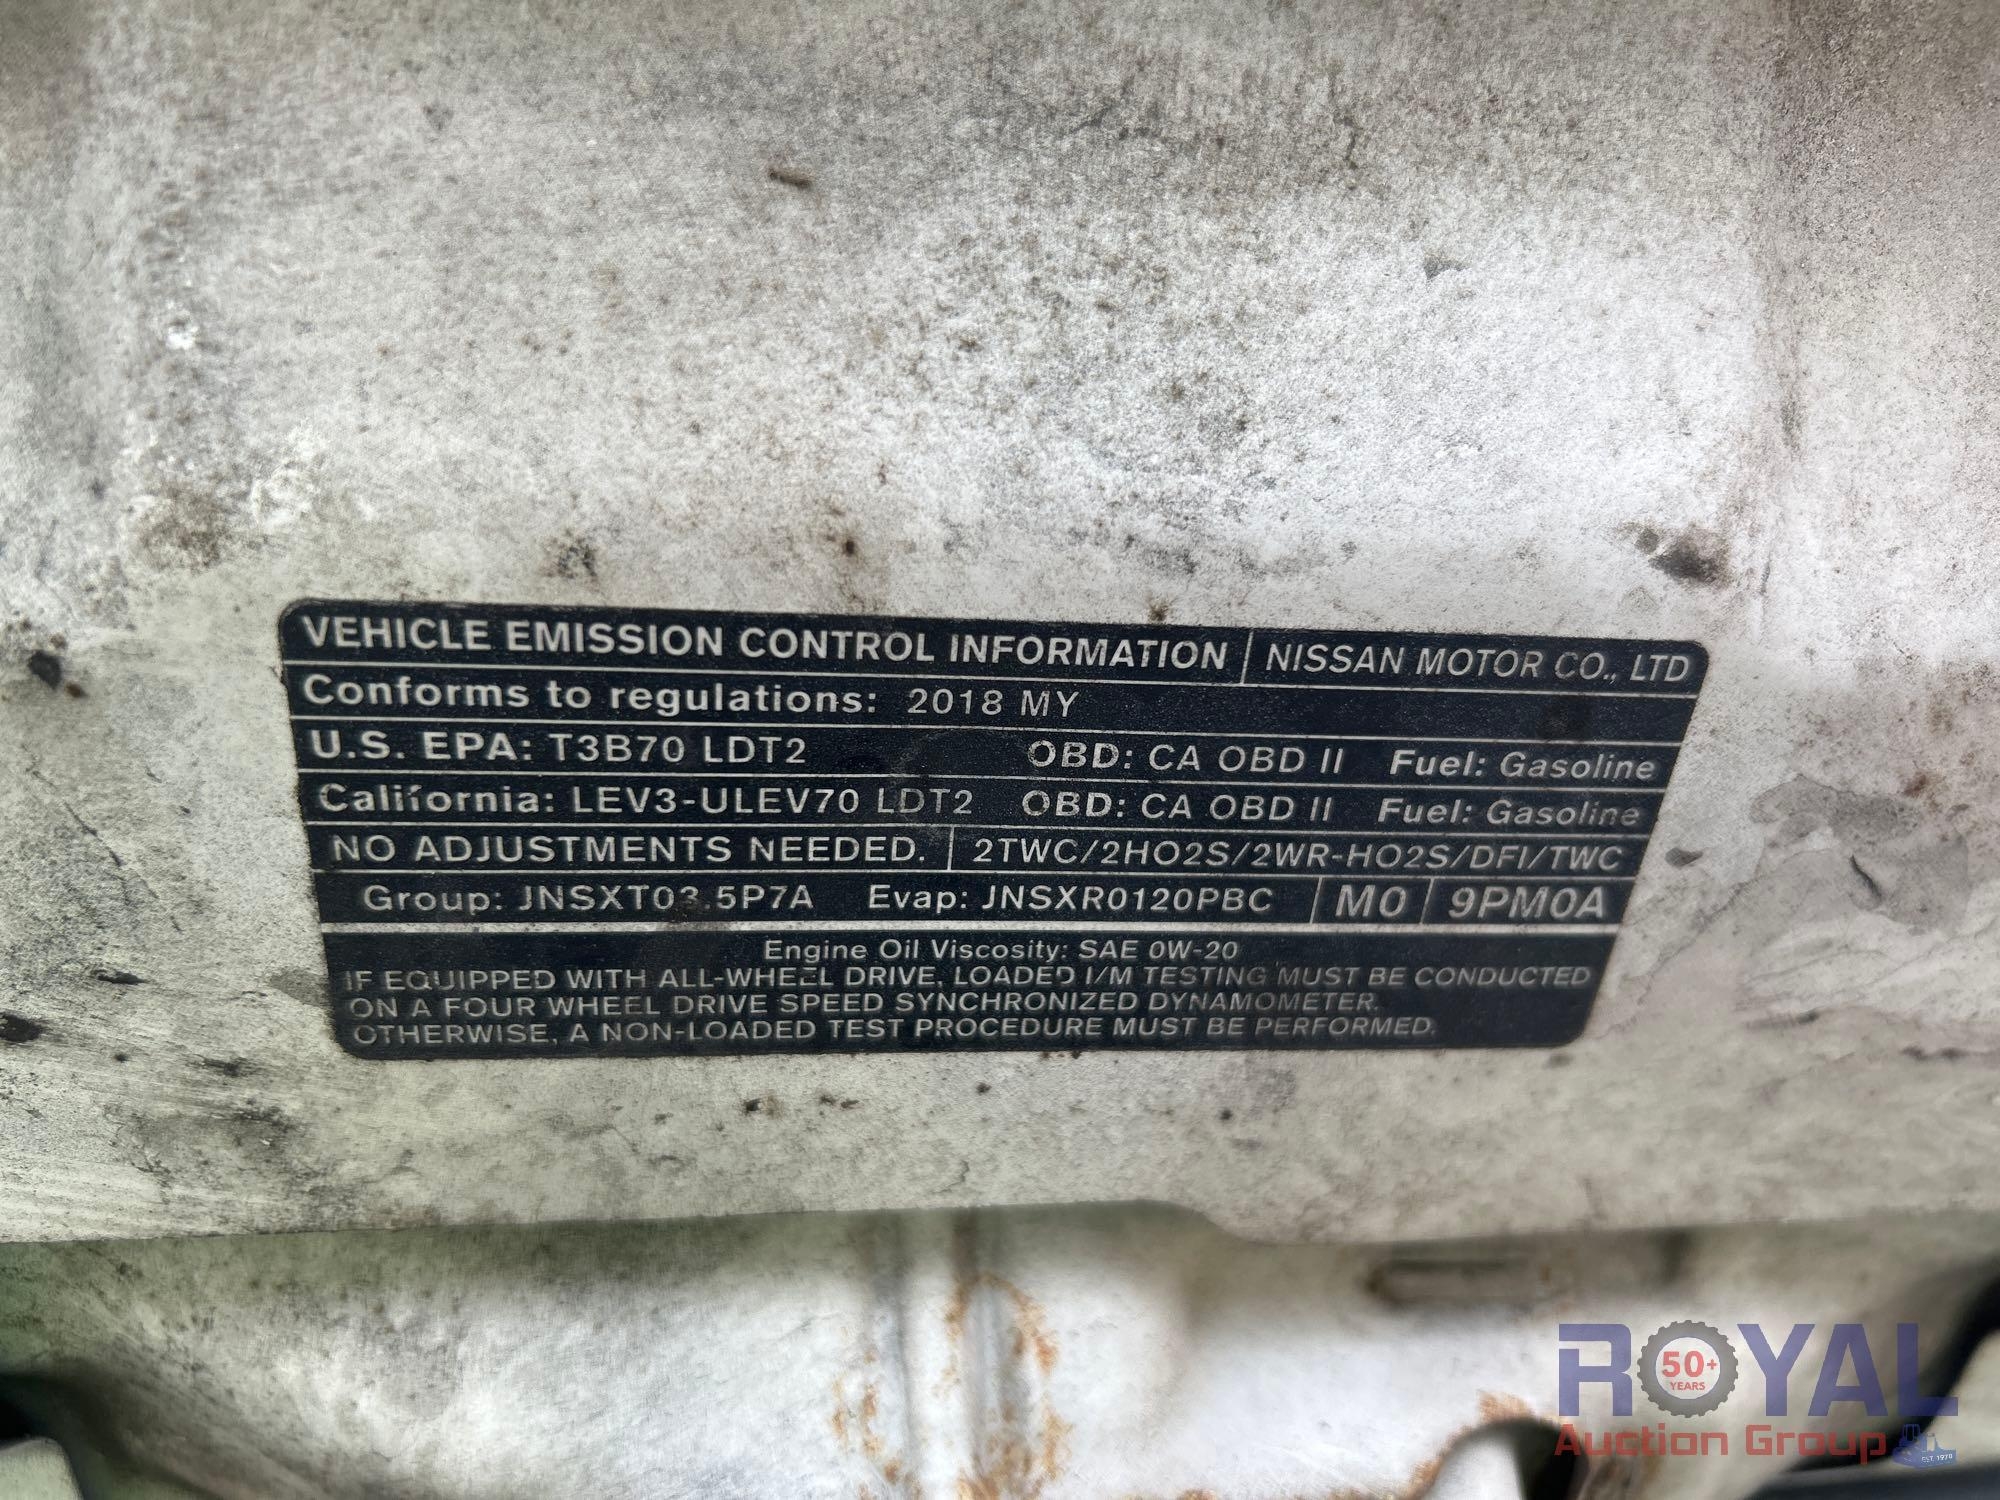 VEHICLE EMISSION CONTROL INFORMATION | NISSAN MOTOR CO., LTD
Conforms to regulations: 2018 MY
U.S. EPA: T3B70 LDT2 OBD: CA OBD II Fuel: Gasoline
California: LEV3-ULEV70 LDT2 OBD: CA OBD II Fuel: Gasoline
NO ADJUSTMENTS NEEDED. | 2TWC/2HO2S/2WR-HO2S/DFI/TWC
Group: JNSXT03.5P7A Evap: JNSXR0120PBC | M0 | 9PM0A
Engine Oil Viscosity: SAE 0W-20
IF EQUIPPED WITH ALL-WHEEL DRIVE, LOADED I/M TESTING MUST BE CONDUCTED
ON A FOUR WHEEL DRIVE SPEED SYNCHRONIZED DYNAMOMETER.
OTHERWISE, A NON-LOADED TEST PROCEDURE MUST BE PERFORMED.
ROYAL
50+
YEARS
Auction Group
EST. 1970